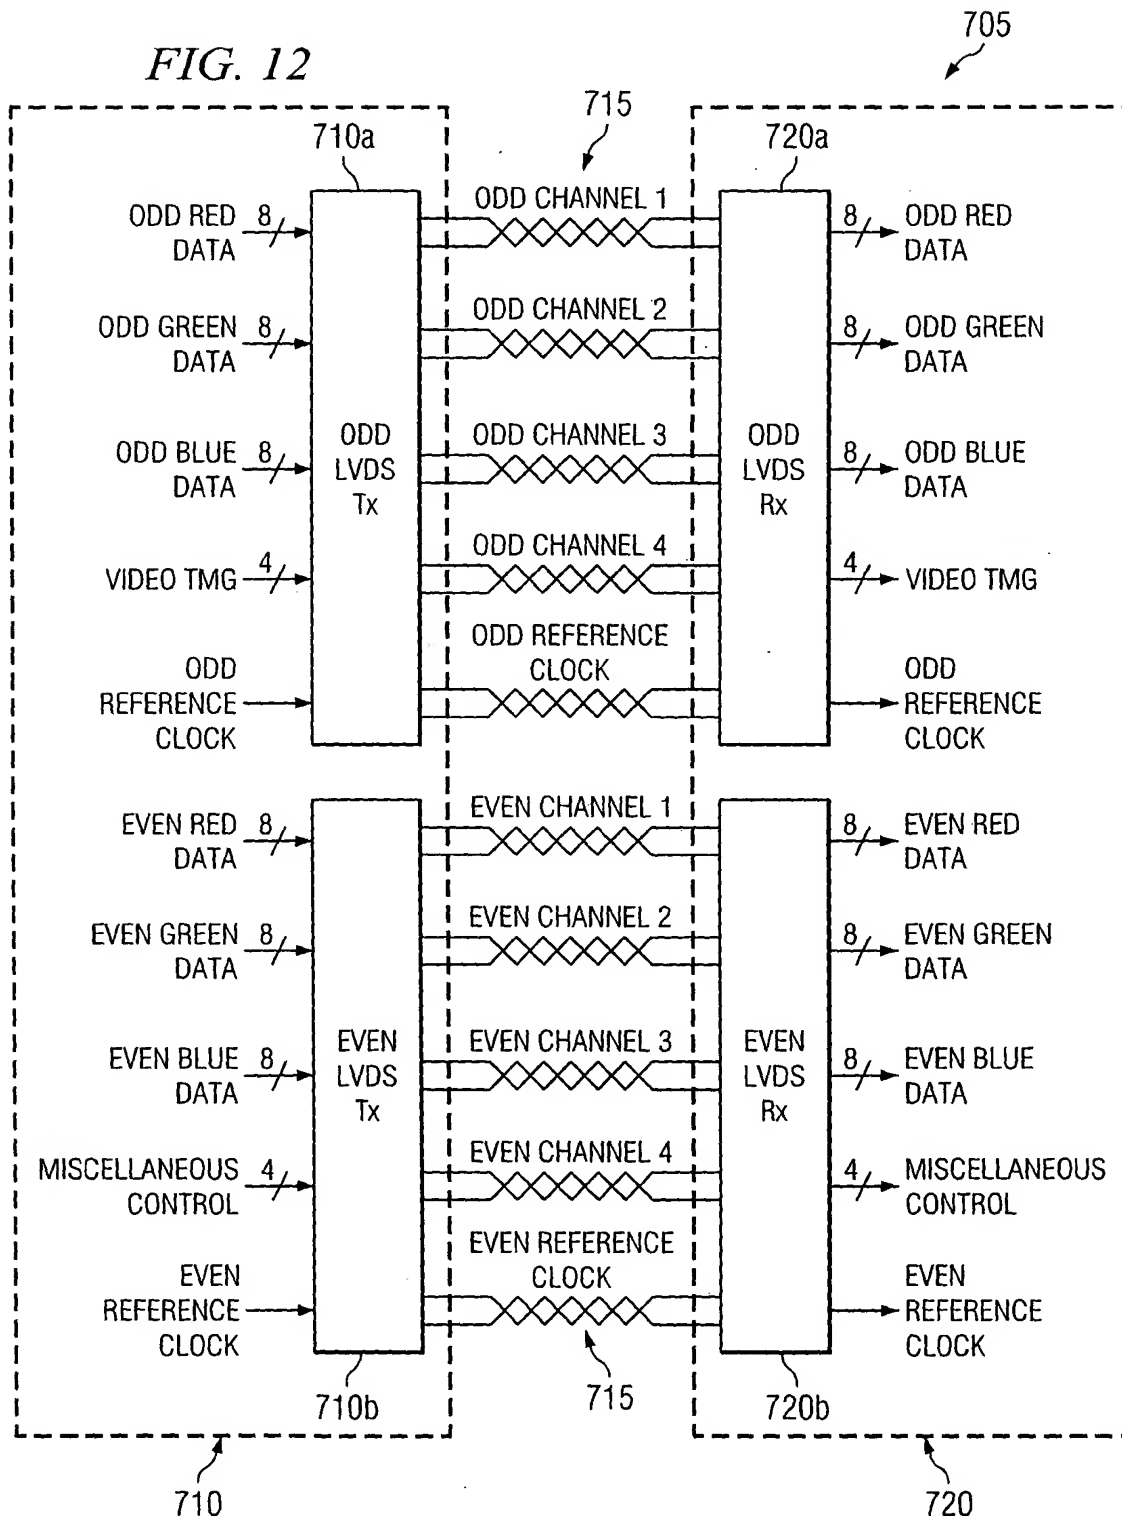 FIG. 12
705
715
710a
720a
ODD RED
DATA
8
ODD CHANNEL 1
8
ODD RED
DATA
ODD GREEN
DATA
8
ODD CHANNEL 2
8
ODD GREEN
DATA
ODD BLUE
DATA
8
ODD
LVDS
Tx
ODD CHANNEL 3
ODD
LVDS
Rx
8
ODD BLUE
DATA
VIDEO TMG
4
ODD CHANNEL 4
4
VIDEO TMG
ODD
REFERENCE
CLOCK
ODD REFERENCE
CLOCK
ODD
REFERENCE
CLOCK
EVEN RED
DATA
8
EVEN CHANNEL 1
8
EVEN RED
DATA
EVEN GREEN
DATA
8
EVEN CHANNEL 2
8
EVEN GREEN
DATA
EVEN BLUE
DATA
8
EVEN
LVDS
Tx
EVEN CHANNEL 3
EVEN
LVDS
Rx
8
EVEN BLUE
DATA
MISCELLANEOUS
CONTROL
4
EVEN CHANNEL 4
4
MISCELLANEOUS
CONTROL
EVEN
REFERENCE
CLOCK
EVEN REFERENCE
CLOCK
EVEN
REFERENCE
CLOCK
710b
715
720b
710
720